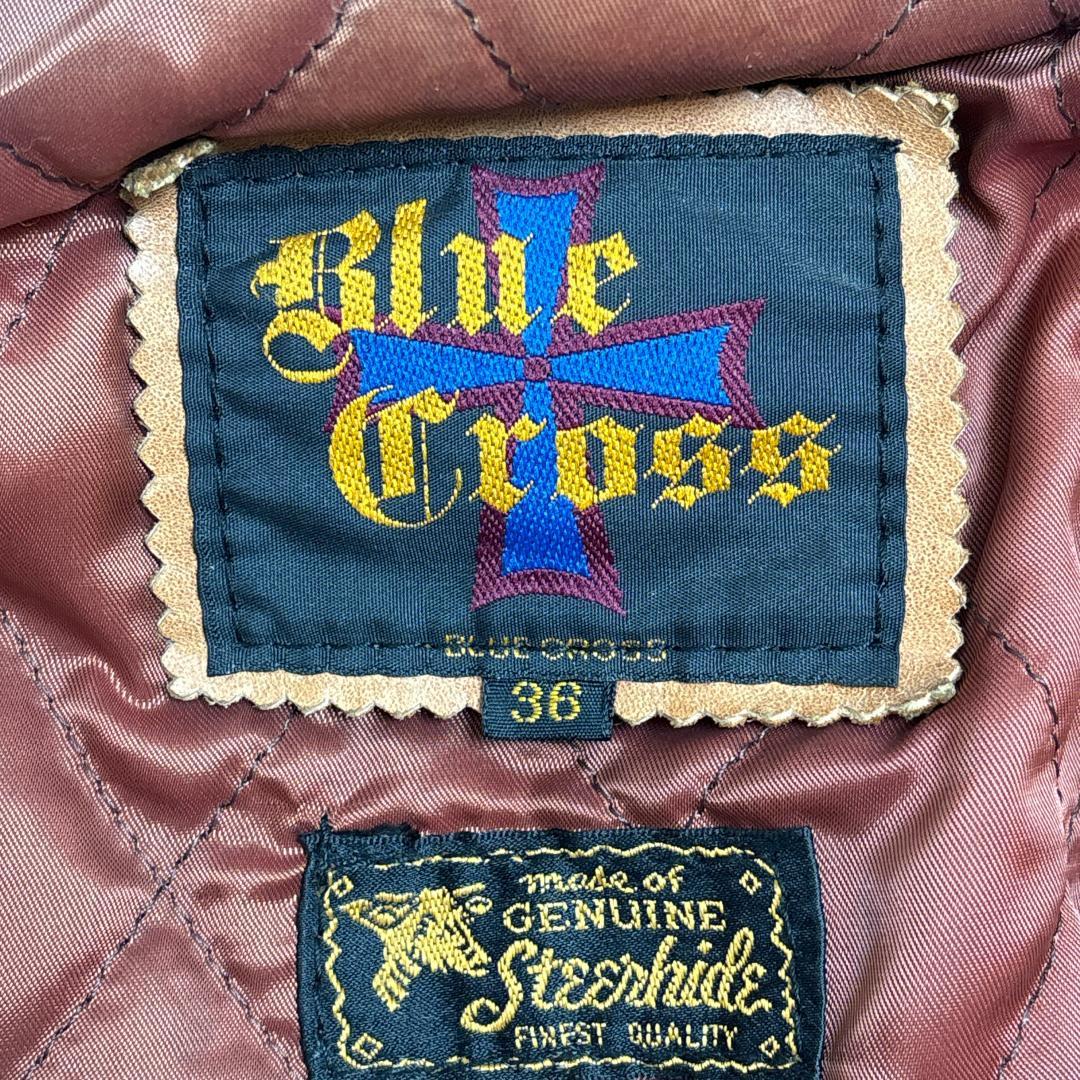 Blue
Cross
BLUE CROSS
36
made of
GENUINE
Steerhide
FINEST QUALITY